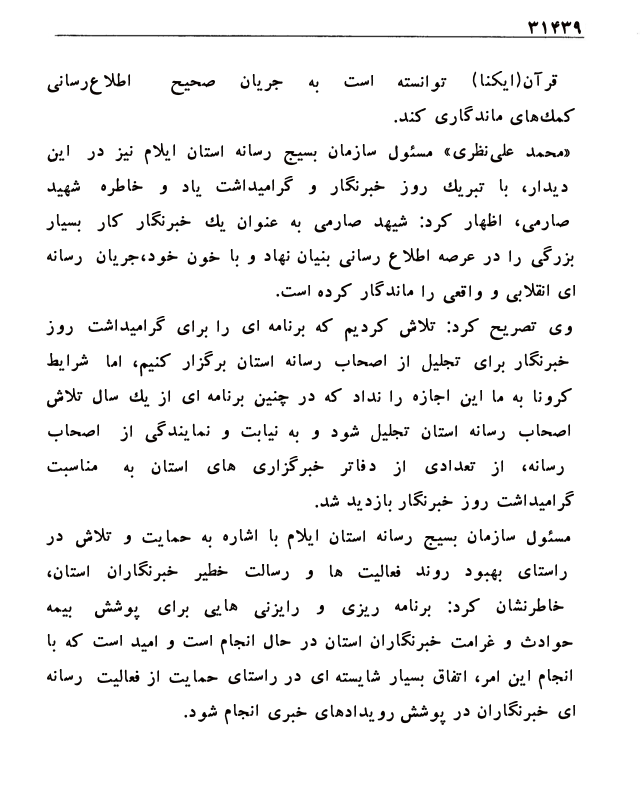 ۳۱۴۳۹
قرآن(ایکنا) توانسته است به جریان صحیح اطلاع‌رسانی
کمك‌های ماندگاری کند.
«محمد علی‌نظری» مسئول سازمان بسیج رسانه استان ایلام نیز در این
دیدار، با تبریك روز خبرنگار و گرامیداشت یاد و خاطره شهید
صارمی، اظهار کرد: شیهد صارمی به عنوان یك خبرنگار کار بسیار
بزرگی را در عرصه اطلاع رسانی بنیان نهاد و با خون خود،جریان رسانه
ای انقلابی و واقعی را ماندگار کرده است.
وی تصریح کرد: تلاش کردیم که برنامه ای را برای گرامیداشت روز
خبرنگار برای تجلیل از اصحاب رسانه استان برگزار کنیم، اما شرایط
کرونا به ما این اجازه را نداد که در چنین برنامه ای از یك سال تلاش
اصحاب رسانه استان تجلیل شود و به نیابت و نمایندگی از اصحاب
رسانه، از تعدادی از دفاتر خبرگزاری های استان به مناسبت
گرامیداشت روز خبرنگار بازدید شد.
مسئول سازمان بسیج رسانه استان ایلام با اشاره به حمایت و تلاش در
راستای بهبود روند فعالیت ها و رسالت خطیر خبرنگاران استان،
خاطرنشان کرد: برنامه ریزی و رایزنی هایی برای پوشش بیمه
حوادث و غرامت خبرنگاران استان در حال انجام است و امید است که با
انجام این امر، اتفاق بسیار شایسته ای در راستای حمایت از فعالیت رسانه
ای خبرنگاران در پوشش رویدادهای خبری انجام شود.